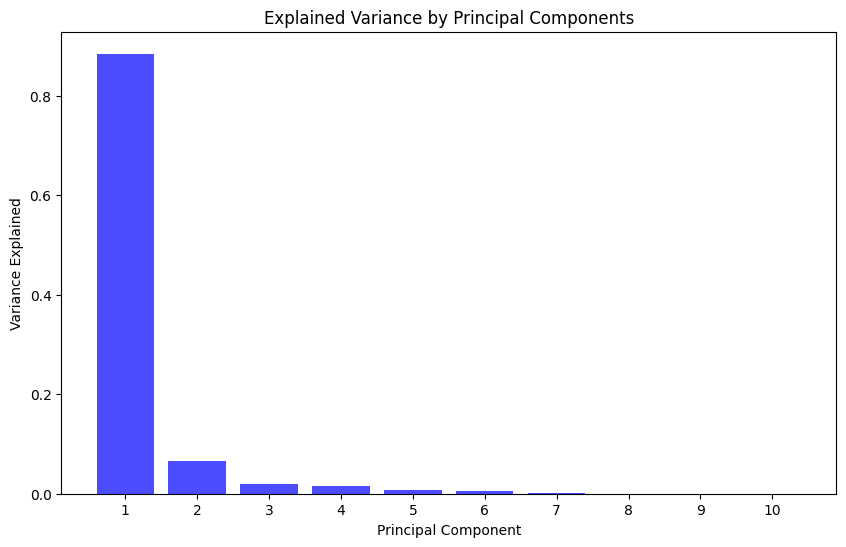 Explained Variance by Principal Components
Variance Explained
0.8
0.6
0.4
0.2
0.0
1 2 3 4 5 6 7 8 9 10
Principal Component